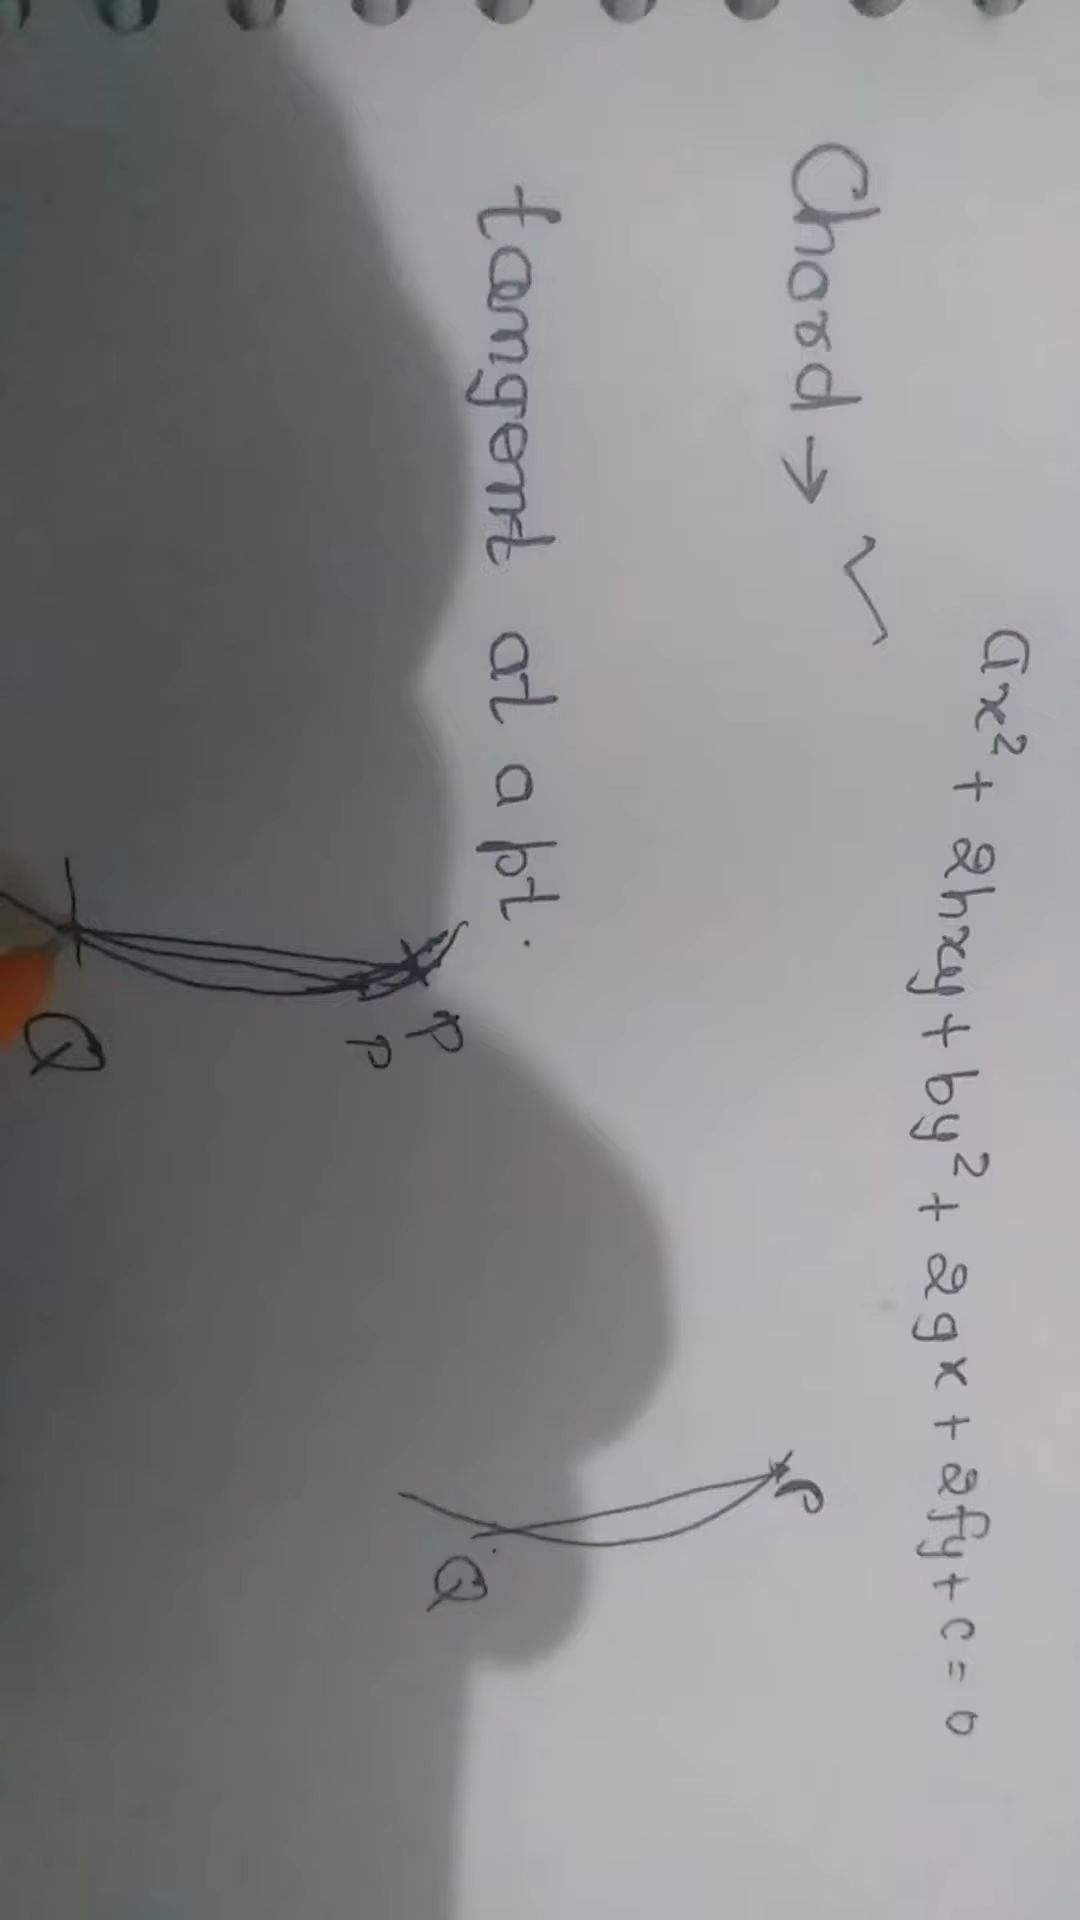 ax² + 2hxy + by² + 2gx + 2fy + c = 0
Chord → ✓
P
Q
tangent at a pt.
P
P
Q